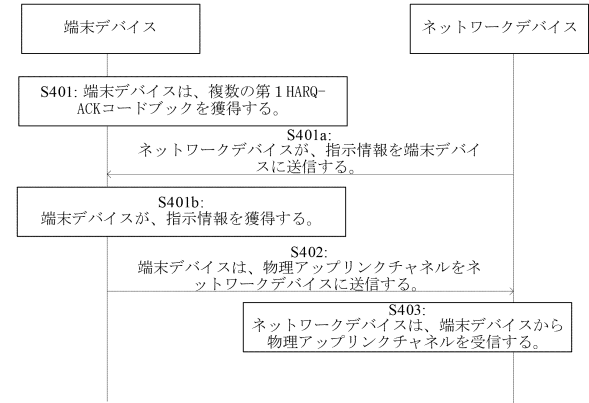 端末デバイス
ネットワークデバイス
S401: 端末デバイスは、複数の第１HARQ-
ACKコードブックを獲得する。
S401a:
ネットワークデバイスが、指示情報を端末デバイ
スに送信する。
S401b:
端末デバイスが、指示情報を獲得する。
S402:
端末デバイスは、物理アップリンクチャネルをネ
ットワークデバイスに送信する。
S403:
ネットワークデバイスは、端末デバイスから
物理アップリンクチャネルを受信する。